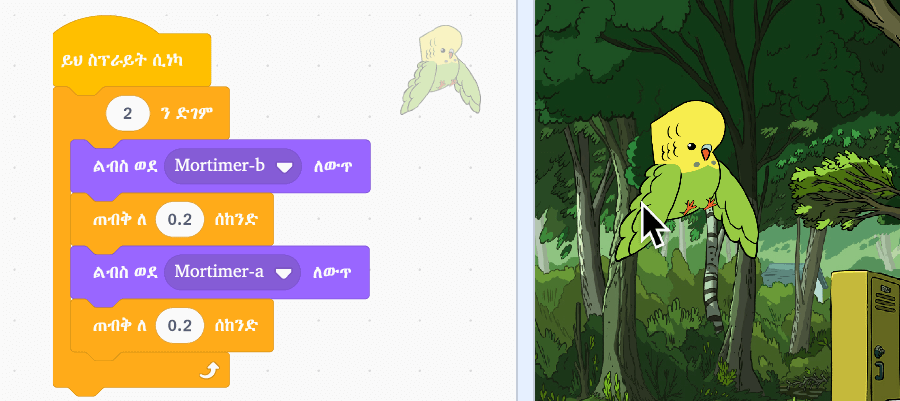 ይህ ስፕራይት ሲነካ
2 ን ድገም
ልብስ ወደ Mortimer-b ለውጥ
ጠብቅ ለ 0.2 ሰከንድ
ልብስ ወደ Mortimer-a ለውጥ
ጠብቅ ለ 0.2 ሰከንድ